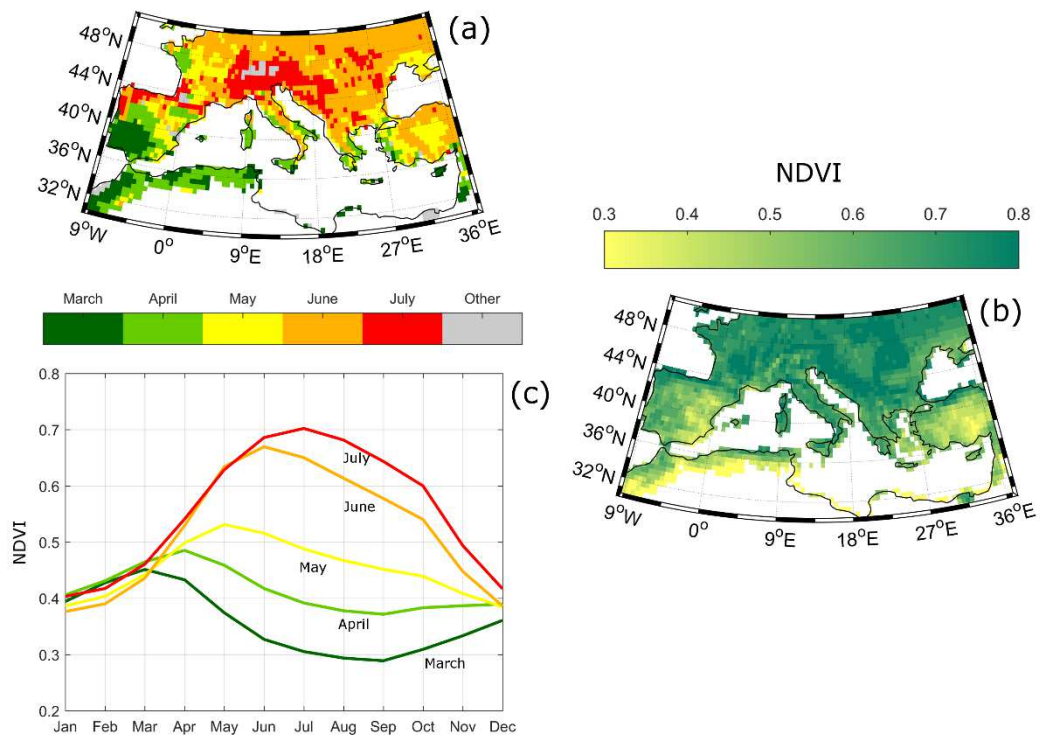 (a)
48°N
44°N
40°N
36°N
32°N
9°W
0°
9°E
18°E
27°E
36°E
March April May June July Other
NDVI
0.3 0.4 0.5 0.6 0.7 0.8
(b)
48°N
44°N
40°N
36°N
32°N
9°W
0°
9°E
18°E
27°E
36°E
(c)
0.8
0.7
0.6
0.5
0.4
0.3
0.2
NDVI
July
June
May
April
March
Jan Feb Mar Apr May Jun Jul Aug Sep Oct Nov Dec